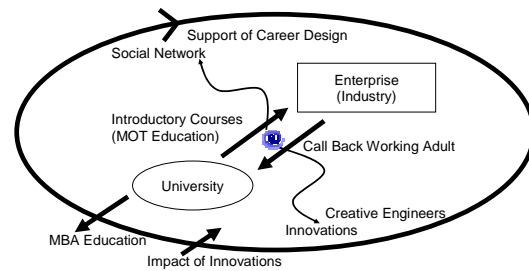 Support of Career Design
Social Network
Enterprise
(Industry)
Introductory Courses
(MOT Education)
Call Back Working Adult
University
Creative Engineers
Innovations
MBA Education
Impact of Innovations